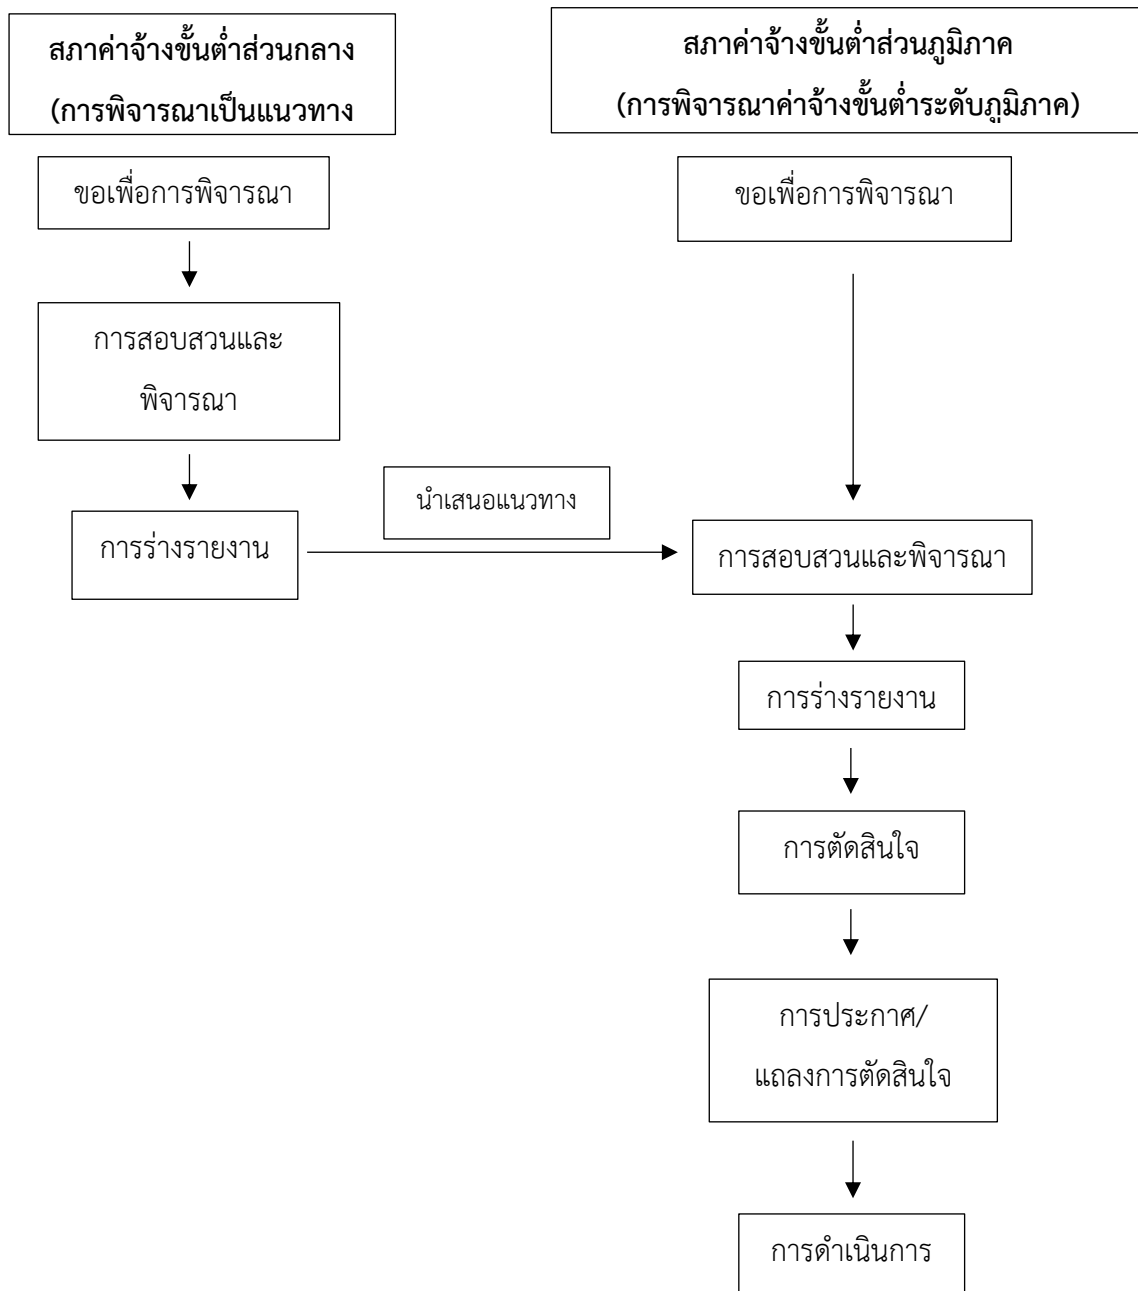 สภาค่าจ้างขั้นต่ำส่วนกลาง
(การพิจารณาเป็นแนวทาง
ขอเพื่อการพิจารณา
การสอบสวนและ
พิจารณา
การร่างรายงาน
นำเสนอแนวทาง
สภาค่าจ้างขั้นต่ำส่วนภูมิภาค
(การพิจารณาค่าจ้างขั้นต่ำระดับภูมิภาค)
ขอเพื่อการพิจารณา
การสอบสวนและพิจารณา
การร่างรายงาน
การตัดสินใจ
การประกาศ/
แถลงการตัดสินใจ
การดำเนินการ